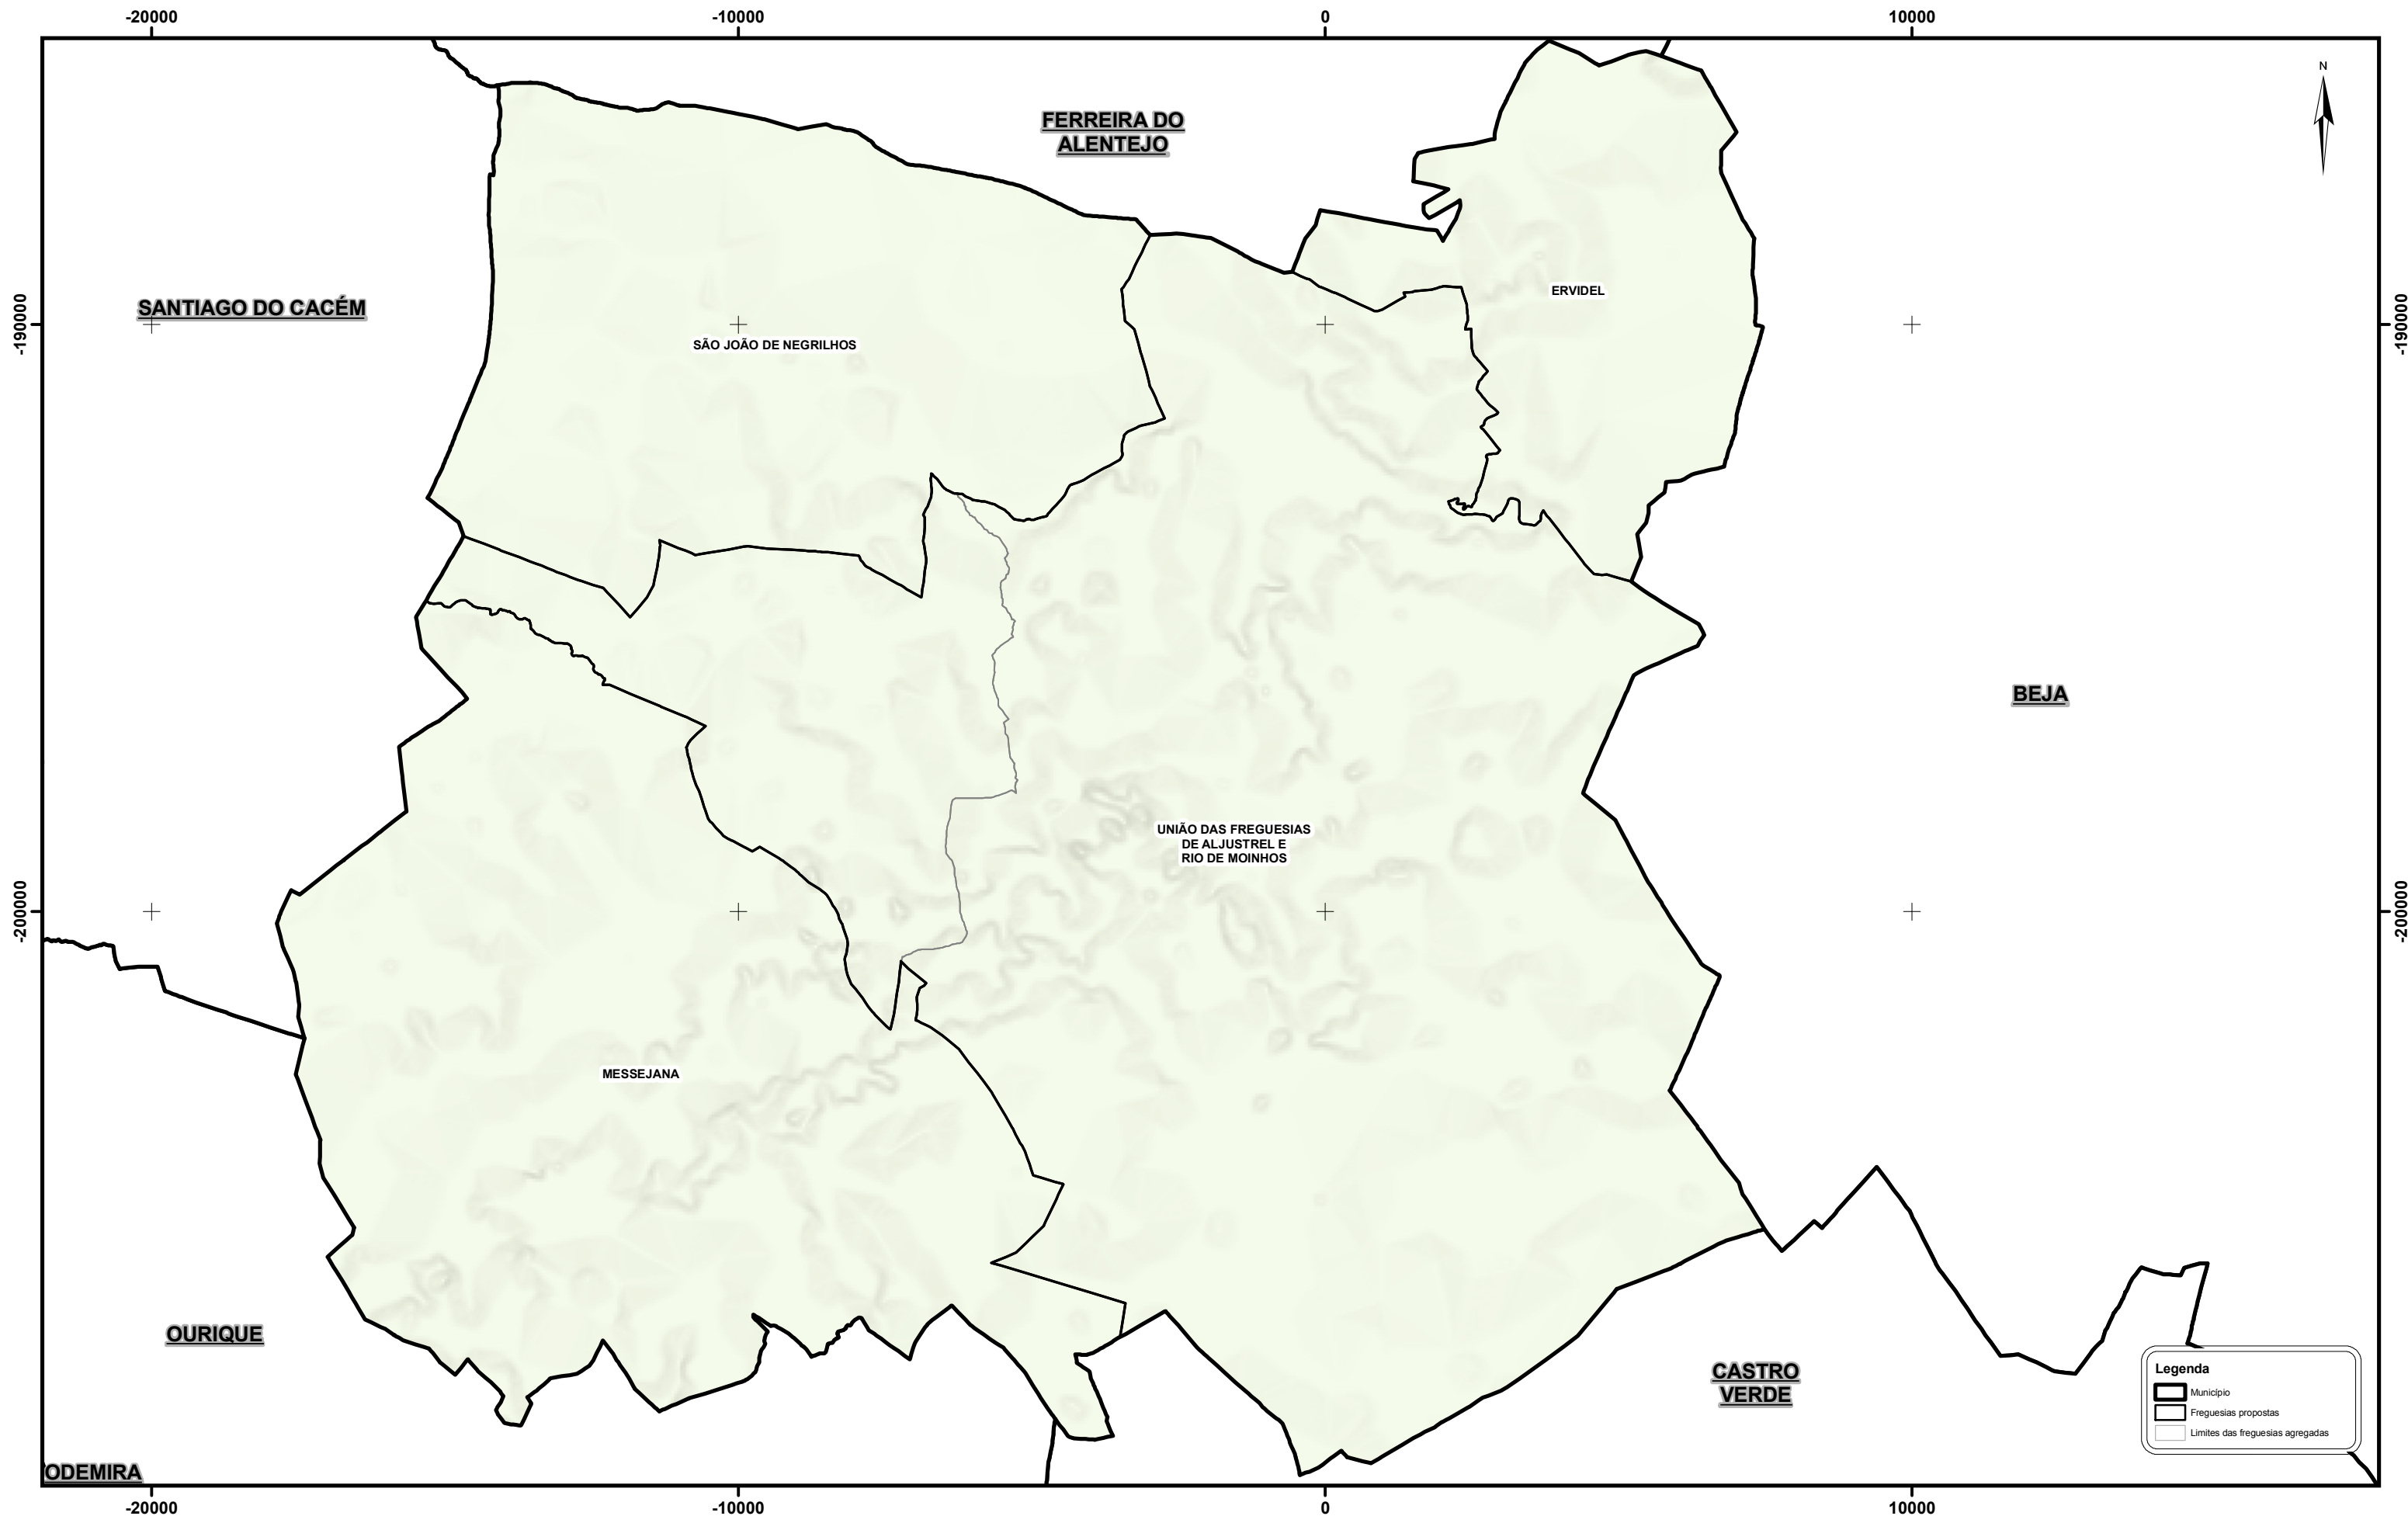 -20000
-10000
0
10000
N
FERREIRA DO
ALENTEJO
ERVIDEL
SANTIAGO DO CACÉM
-190000
-190000
SÃO JOÃO DE NEGRILHOS
BEJA
UNIÃO DAS FREGUESIAS
DE ALJUSTREL E
RIO DE MOINHOS
-200000
-200000
MESSEJANA
OURIQUE
CASTRO
VERDE
Legenda
Município
Freguesias propostas
Limites das freguesias agregadas
ODEMIRA
-20000
-10000
0
10000